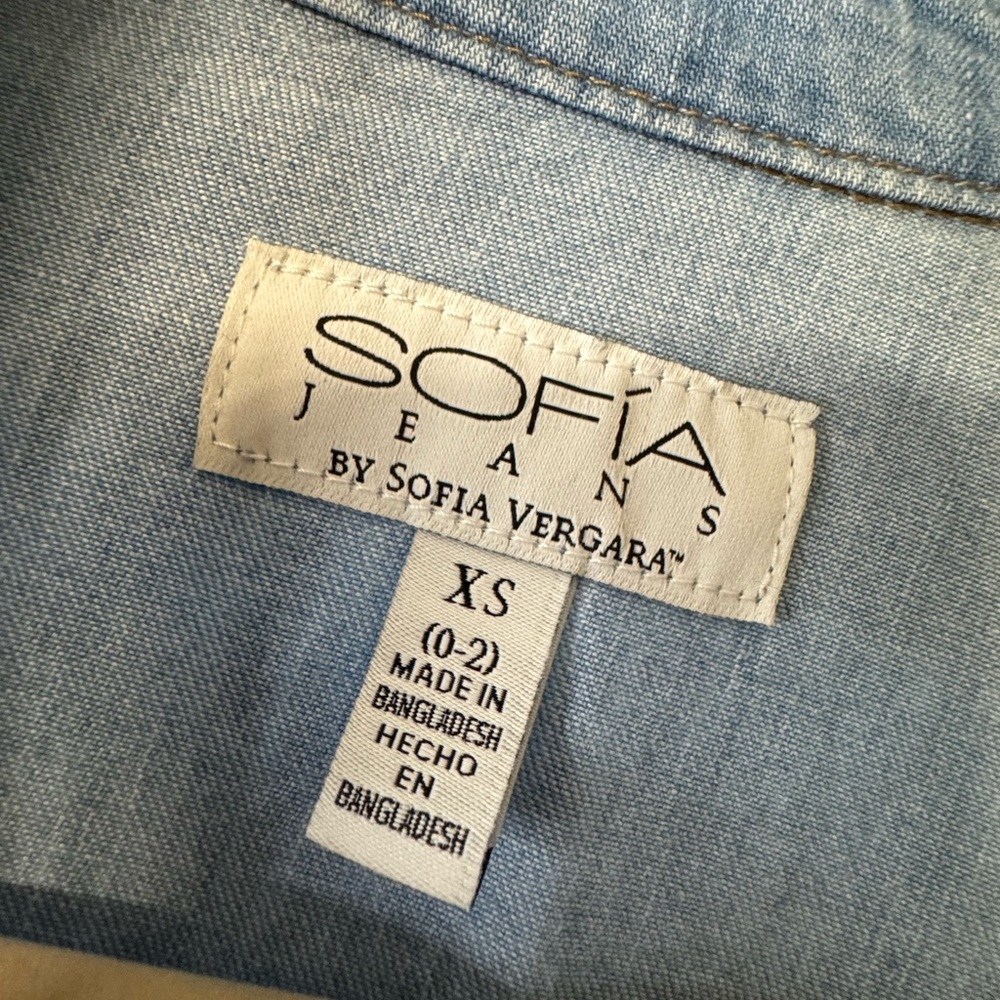 SOFÍA
JEANS
BY SOFIA VERGARA™
XS
(0-2)
MADE IN
BANGLADESH
HECHO
EN
BANGLADESH